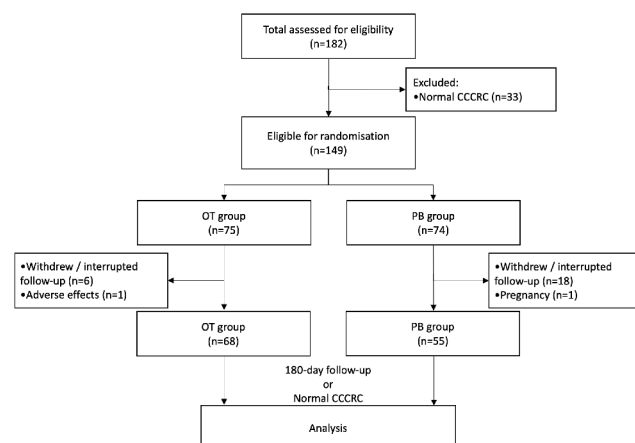 Total assessed for eligibility
(n=182)
Excluded:
•Normal CCCRC (n=33)
Eligible for randomisation
(n=149)
OT group
(n=75)
PB group
(n=74)
•Withdrew / interrupted
follow-up (n=6)
•Adverse effects (n=1)
•Withdrew / interrupted
follow-up (n=18)
•Pregnancy (n=1)
OT group
(n=68)
PB group
(n=55)
180-day follow-up
or
Normal CCCRC
Analysis